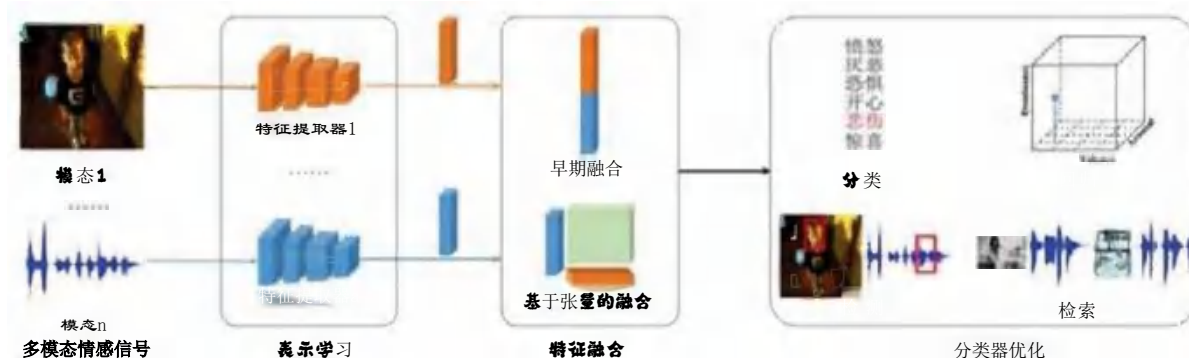 愤怒
厌恶
恐惧
开心
悲伤
惊喜
特征提取器1
模态1
......
......
早期融合
分类
基于张量的融合
检索
模态n
多模态情感信号
表示学习
特征融合
分类器优化